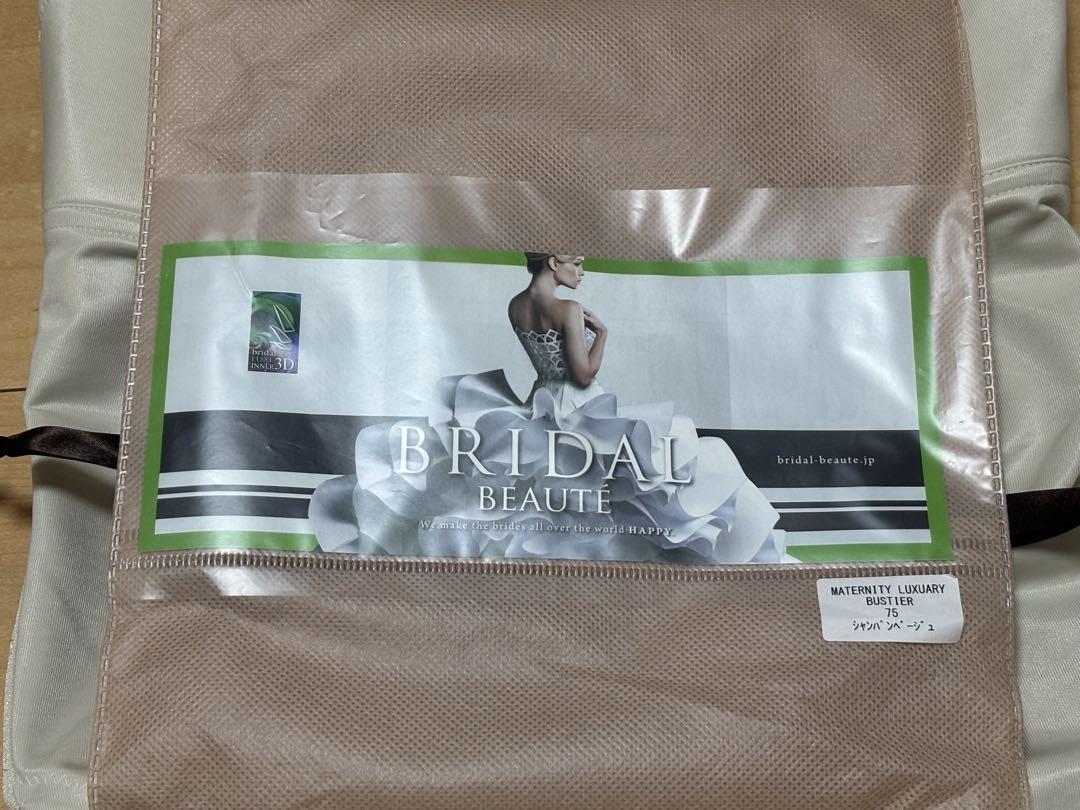 bridal
LUXE
INNER 3D
BRIDAL
BEAUTÉ
We make the brides all over the world HAPPY.
bridal-beaute.jp
MATERNITY LUXUARY
BUSTIER
75
シャンパンベージュ